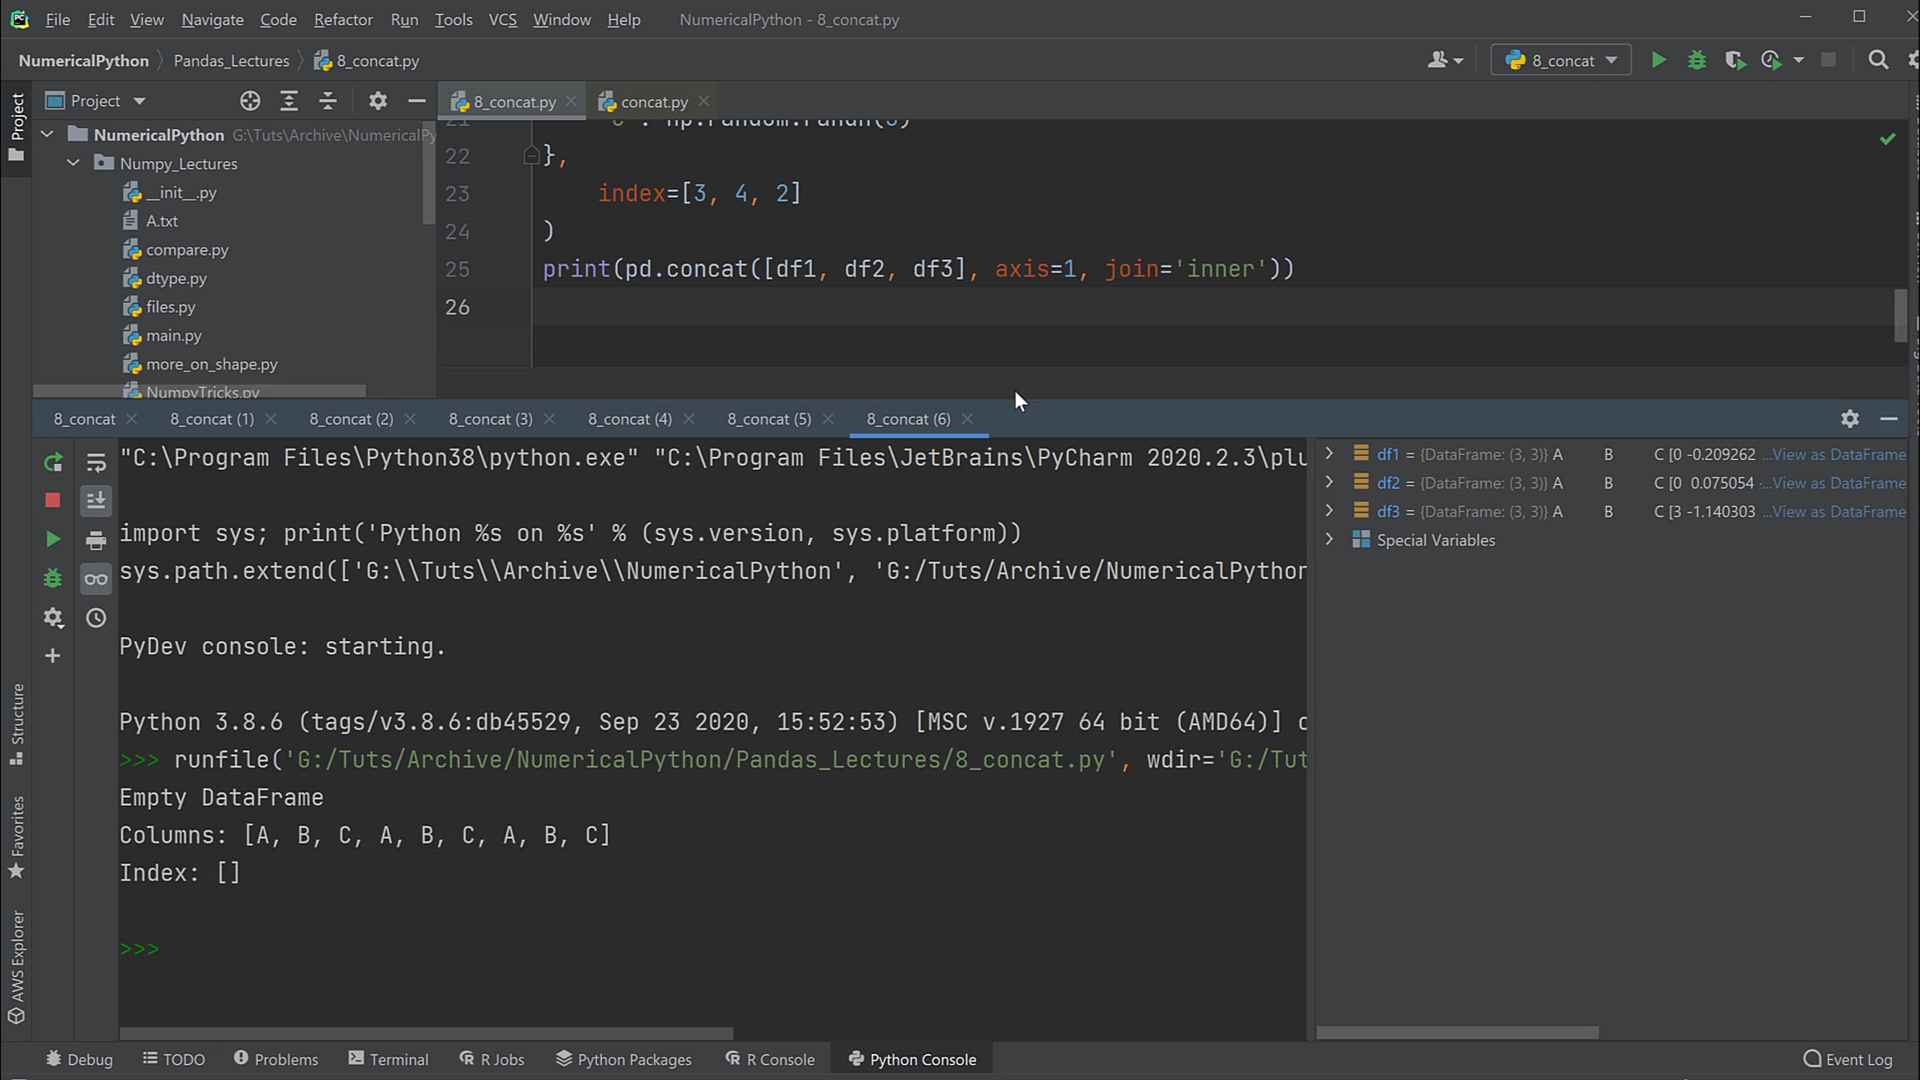 File Edit View Navigate Code Refactor Run Tools VCS Window Help NumericalPython - 8_concat.py
NumericalPython Pandas_Lectures 8_concat.py 8_concat
Project
Project
8_concat.py
concat.py
NumericalPython G:\Tuts\Archive\NumericalPy
Numpy_Lectures
__init__.py
A.txt
compare.py
dtype.py
files.py
main.py
more_on_shape.py
NumpyTricks.py
22 },
23 index=[3, 4, 2]
24 )
25 print(pd.concat([df1, df2, df3], axis=1, join='inner'))
26
8_concat 8_concat (1) 8_concat (2) 8_concat (3) 8_concat (4) 8_concat (5) 8_concat (6)
"C:\Program Files\Python38\python.exe" "C:\Program Files\JetBrains\PyCharm 2020.2.3\plu
import sys; print('Python %s on %s' % (sys.version, sys.platform))
sys.path.extend(['G:\\Tuts\\Archive\\NumericalPython', 'G:/Tuts/Archive/NumericalPython
PyDev console: starting.
Python 3.8.6 (tags/v3.8.6:db45529, Sep 23 2020, 15:52:53) [MSC v.1927 64 bit (AMD64)] o
>>> runfile('G:/Tuts/Archive/NumericalPython/Pandas_Lectures/8_concat.py', wdir='G:/Tut
Empty DataFrame
Columns: [A, B, C, A, B, C, A, B, C]
Index: []
>>>
df1 = {DataFrame: (3, 3)} A B C [0 -0.209262 ...View as DataFrame
df2 = {DataFrame: (3, 3)} A B C [0 0.075054 ...View as DataFrame
df3 = {DataFrame: (3, 3)} A B C [3 -1.140303 ...View as DataFrame
Special Variables
Structure
Favorites
AWS Explorer
Debug TODO Problems Terminal R Jobs Python Packages R Console Python Console Event Log